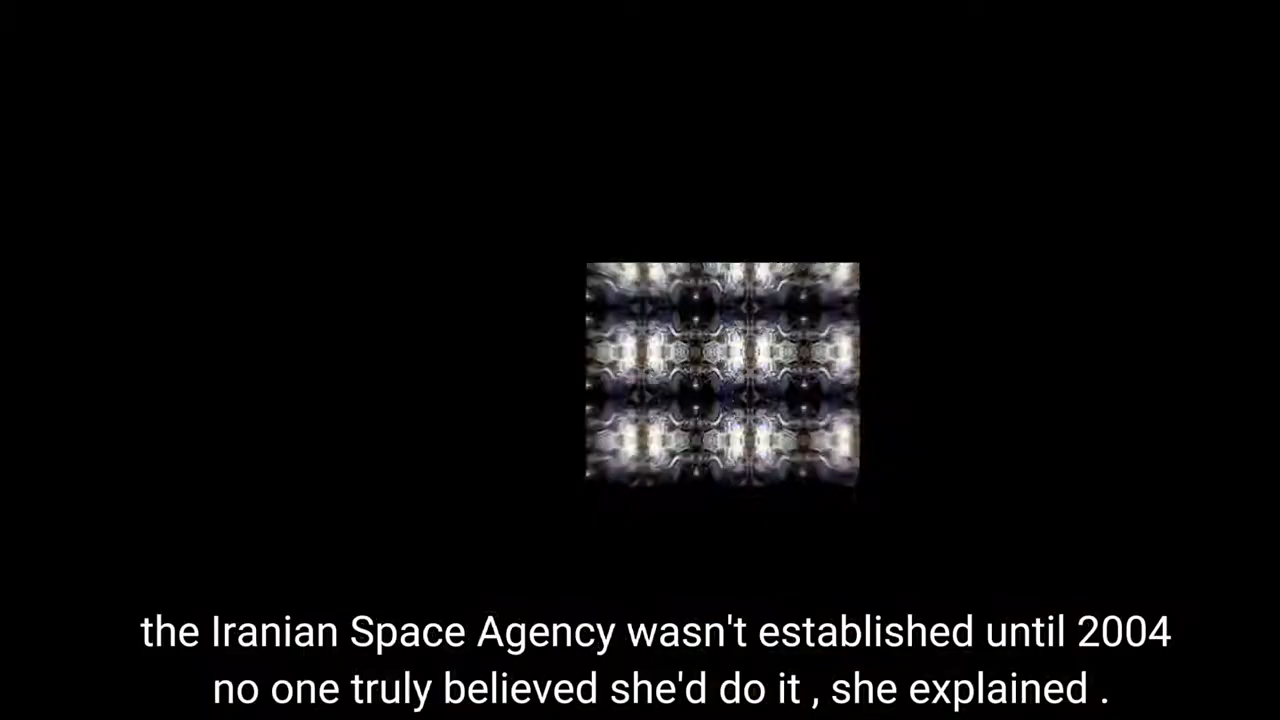 the Iranian Space Agency wasn't established until 2004
no one truly believed she'd do it , she explained .